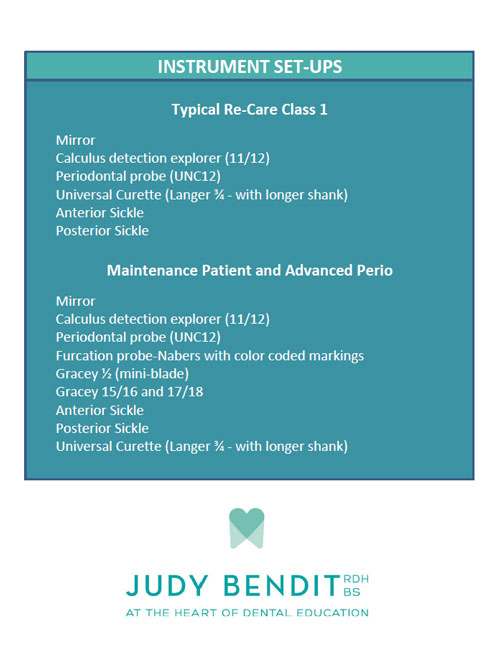 INSTRUMENT SET-UPS
Typical Re-Care Class 1
Mirror
Calculus detection explorer (11/12)
Periodontal probe (UNC12)
Universal Curette (Langer ¾ - with longer shank)
Anterior Sickle
Posterior Sickle
Maintenance Patient and Advanced Perio
Mirror
Calculus detection explorer (11/12)
Periodontal probe (UNC12)
Furcation probe-Nabers with color coded markings
Gracey ½ (mini-blade)
Gracey 15/16 and 17/18
Anterior Sickle
Posterior Sickle
Universal Curette (Langer ¾ - with longer shank)
JUDY BENDIT RDH BS
AT THE HEART OF DENTAL EDUCATION